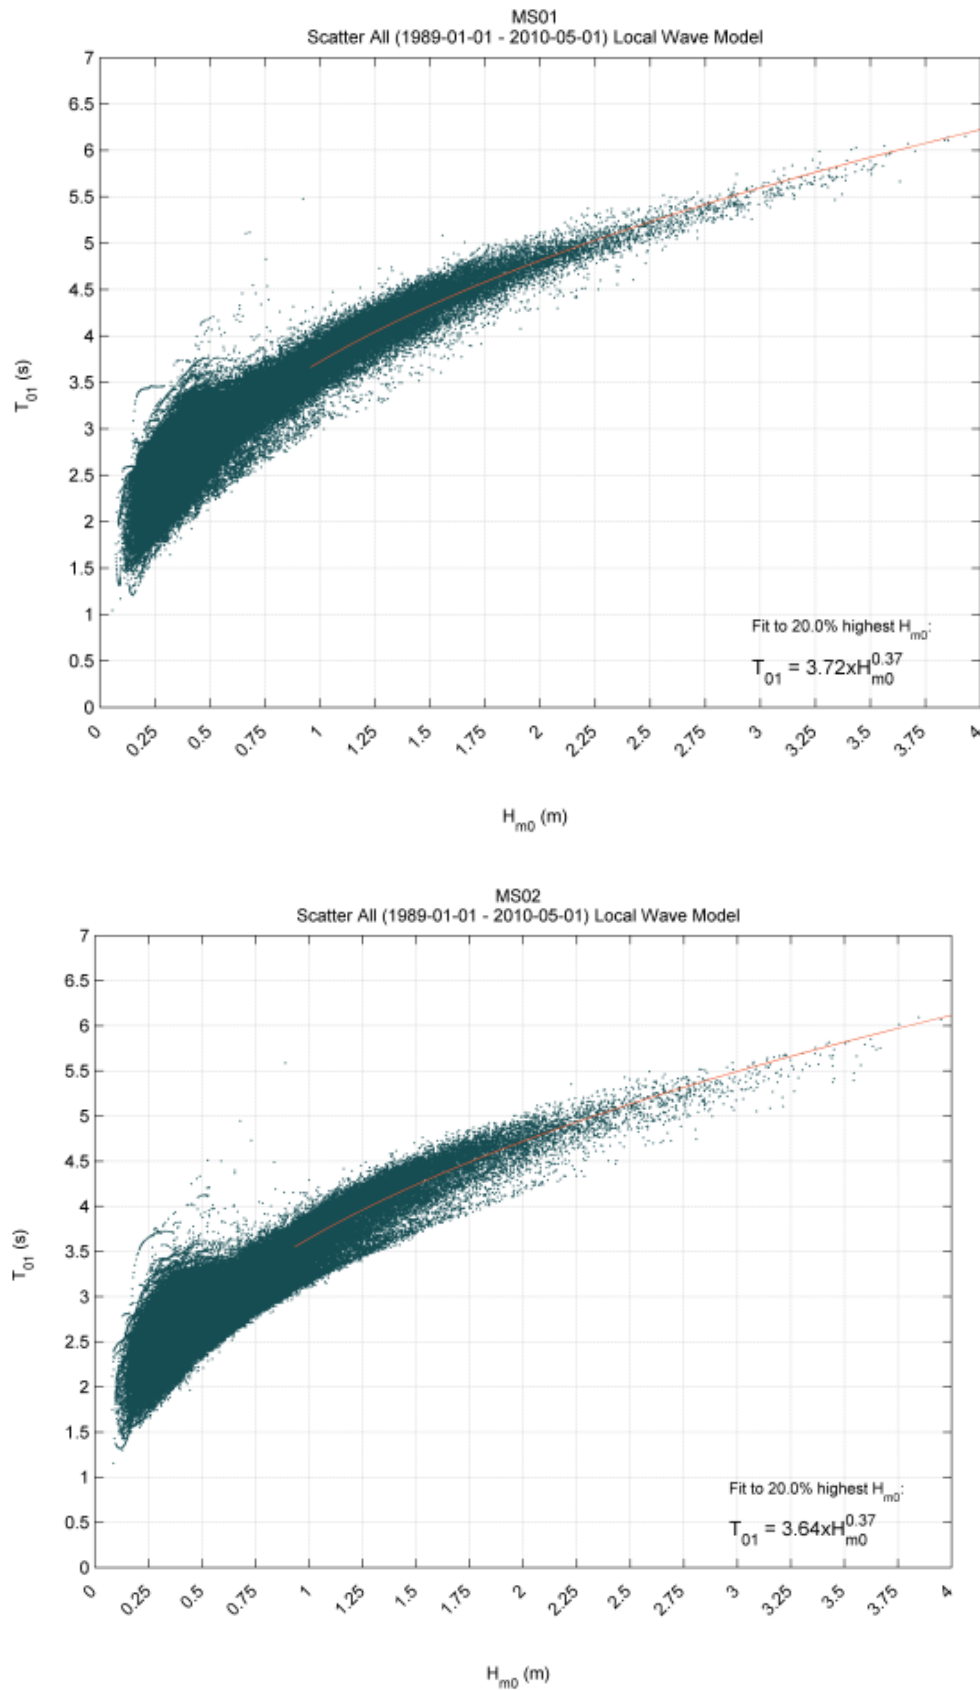 MS01
Scatter All (1989-01-01 - 2010-05-01) Local Wave Model
7
6.5
6
5.5
5
4.5
4
3.5
3
2.5
2
1.5
1
0.5
0
T01 (s)
Fit to 20.0% highest Hm0:
T01 = 3.72xHm0^0.37
0 0.25 0.5 0.75 1 1.25 1.5 1.75 2 2.25 2.5 2.75 3 3.25 3.5 3.75 4
Hm0 (m)
MS02
Scatter All (1989-01-01 - 2010-05-01) Local Wave Model
7
6.5
6
5.5
5
4.5
4
3.5
3
2.5
2
1.5
1
0.5
0
T01 (s)
Fit to 20.0% highest Hm0:
T01 = 3.64xHm0^0.37
0 0.25 0.5 0.75 1 1.25 1.5 1.75 2 2.25 2.5 2.75 3 3.25 3.5 3.75 4
Hm0 (m)